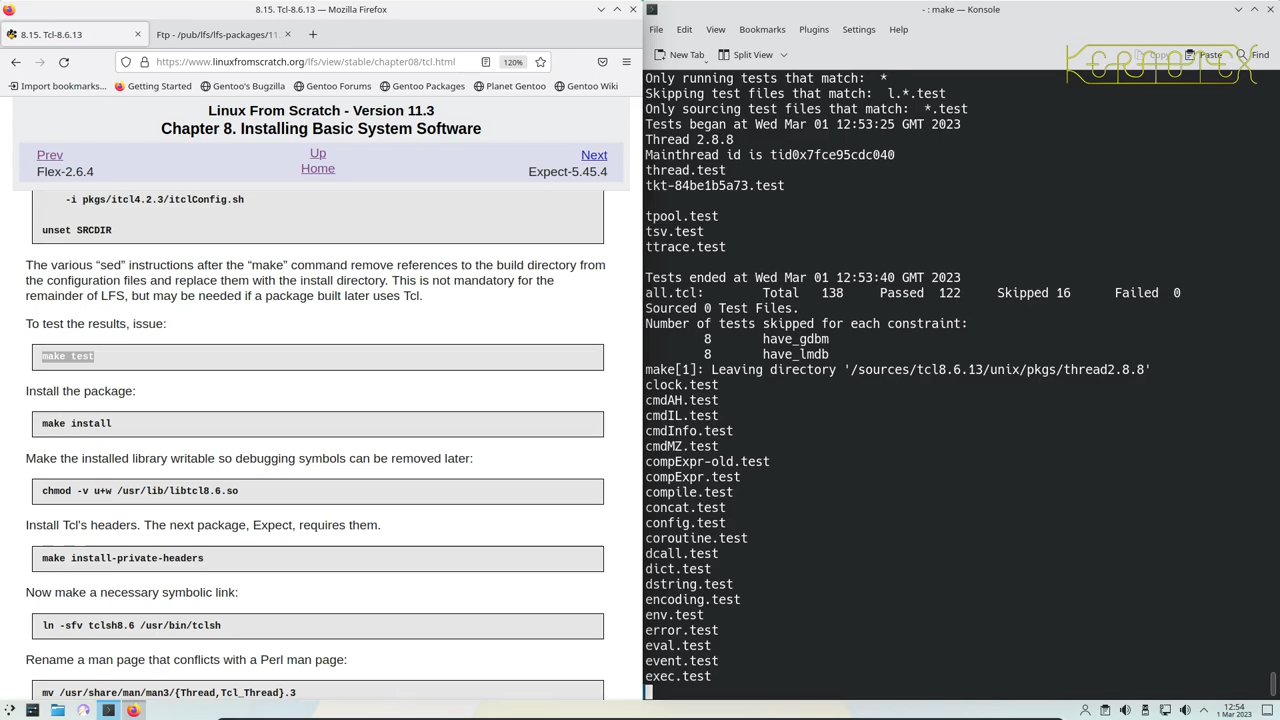 8.15. Tcl-8.6.13 — Mozilla Firefox
8.15. Tcl-8.6.13
Ftp - /pub/lfs/lfs-packages/11.
https://www.linuxfromscratch.org/lfs/view/stable/chapter08/tcl.html
120%
Import bookmarks...
Getting Started
Gentoo's Bugzilla
Gentoo Forums
Gentoo Packages
Planet Gentoo
Gentoo Wiki
Linux From Scratch - Version 11.3
Chapter 8. Installing Basic System Software
Prev
Up
Next
Flex-2.6.4
Home
Expect-5.45.4
-i pkgs/itcl4.2.3/itclConfig.sh
unset SRCDIR
The various “sed” instructions after the “make” command remove references to the build directory from
the configuration files and replace them with the install directory. This is not mandatory for the
remainder of LFS, but may be needed if a package built later uses Tcl.
To test the results, issue:
make test
Install the package:
make install
Make the installed library writable so debugging symbols can be removed later:
chmod -v u+w /usr/lib/libtcl8.6.so
Install Tcl's headers. The next package, Expect, requires them.
make install-private-headers
Now make a necessary symbolic link:
ln -sfv tclsh8.6 /usr/bin/tclsh
Rename a man page that conflicts with a Perl man page:
mv /usr/share/man/man3/{Thread,Tcl_Thread}.3
- : make — Konsole
File Edit View Bookmarks Plugins Settings Help
New Tab
Split View
Copy
Paste
Find
KERNOTEX
Only running tests that match:  *
Skipping test files that match:  l.*.test
Only sourcing test files that match:  *.test
Tests began at Wed Mar 01 12:53:25 GMT 2023
Thread 2.8.8
Mainthread id is tid0x7fce95cdc040
thread.test
tkt-84be1b5a73.test
tpool.test
tsv.test
ttrace.test
Tests ended at Wed Mar 01 12:53:40 GMT 2023
all.tcl: Total 138 Passed 122 Skipped 16 Failed 0
Sourced 0 Test Files.
Number of tests skipped for each constraint:
8 have_gdbm
8 have_lmdb
make[1]: Leaving directory '/sources/tcl8.6.13/unix/pkgs/thread2.8.8'
clock.test
cmdAH.test
cmdIL.test
cmdInfo.test
cmdMZ.test
compExpr-old.test
compExpr.test
compile.test
concat.test
config.test
coroutine.test
dcall.test
dict.test
dstring.test
encoding.test
env.test
error.test
eval.test
event.test
exec.test
12:54
1 Mar 2023